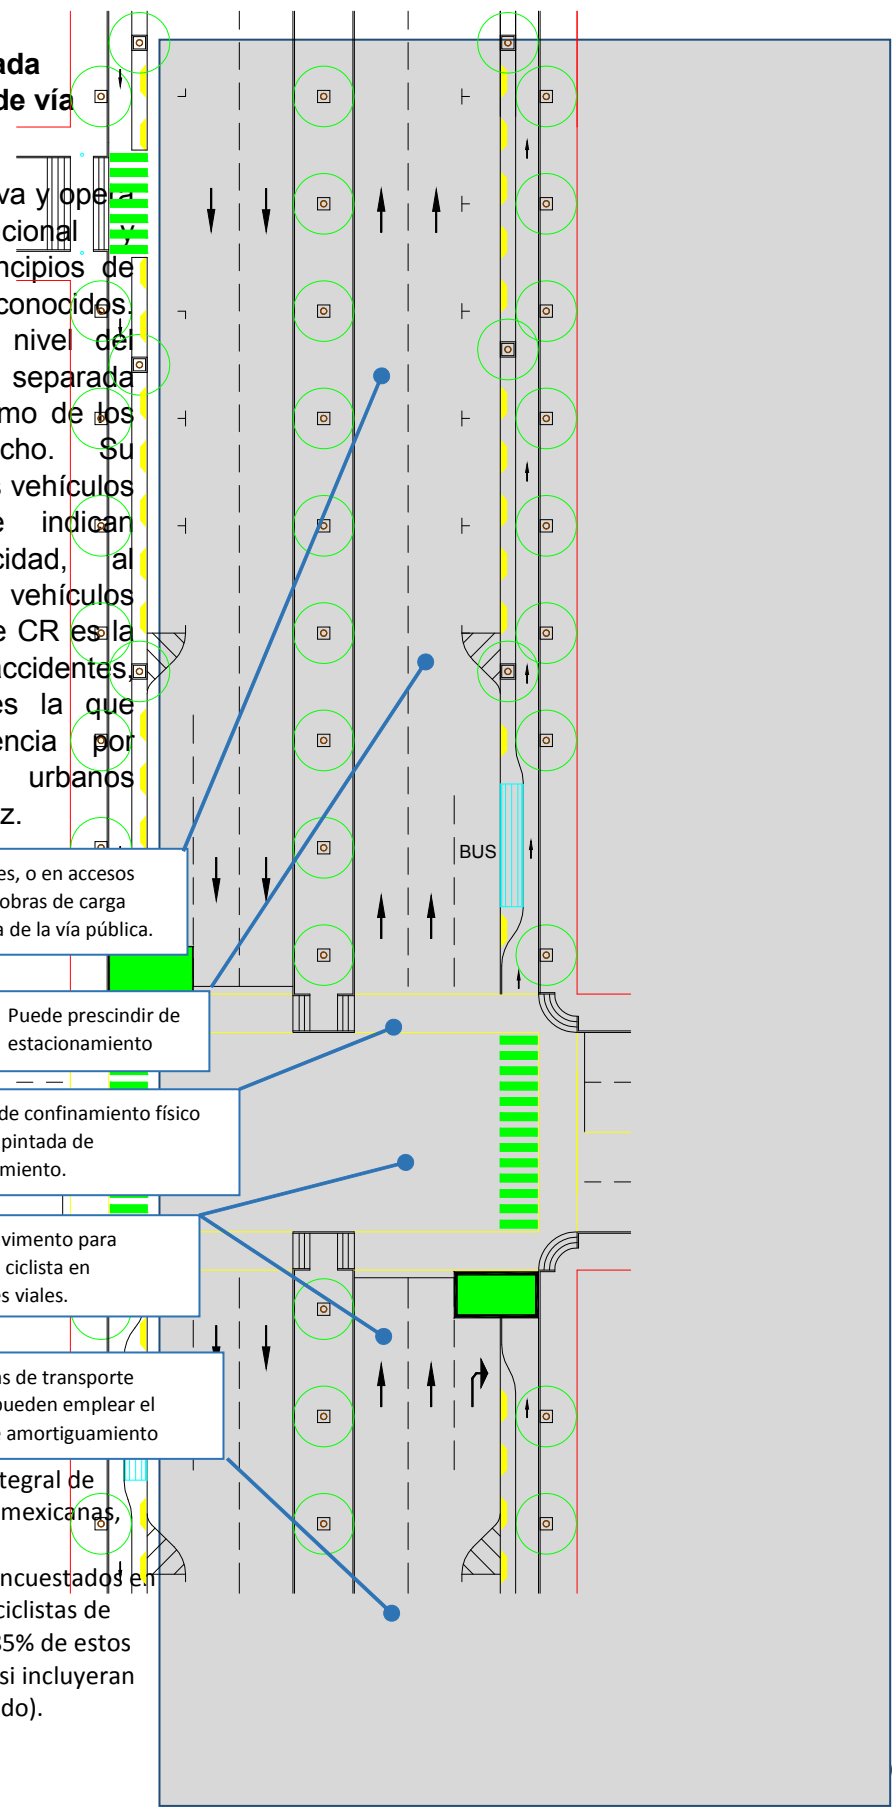 ada
de vía
va y opera
cional y
ncipios de
conocidos.
nivel del
separada
mo de los
cho. Su
s vehículos
e indican
cidad, al
vehículos
e CR es la
accidentes,
es la que
encia por
urbanos
z.
es, o en accesos
obras de carga
a de la vía pública.
BUS
Puede prescindir de
estacionamiento
de confinamiento físico
pintada de
miento.
vimento para
ciclista en
es viales.
as de transporte
pueden emplear el
e amortiguamiento
tegral de
mexicanas,
ncuestados en
ciclistas de
85% de estos
si incluyeran
do).